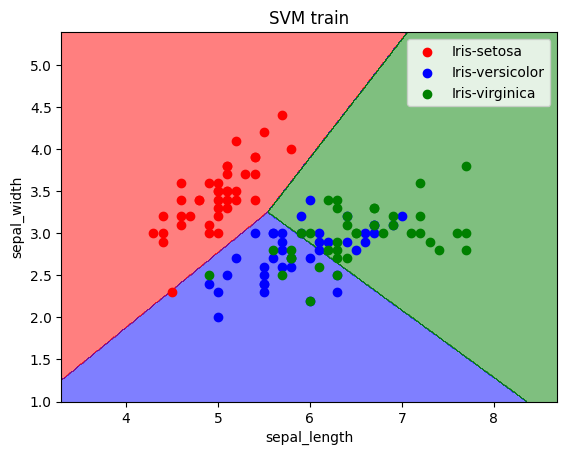 SVM train
Iris-setosa
Iris-versicolor
Iris-virginica
sepal_width
5.0
4.5
4.0
3.5
3.0
2.5
2.0
1.5
1.0
4 5 6 7 8
sepal_length